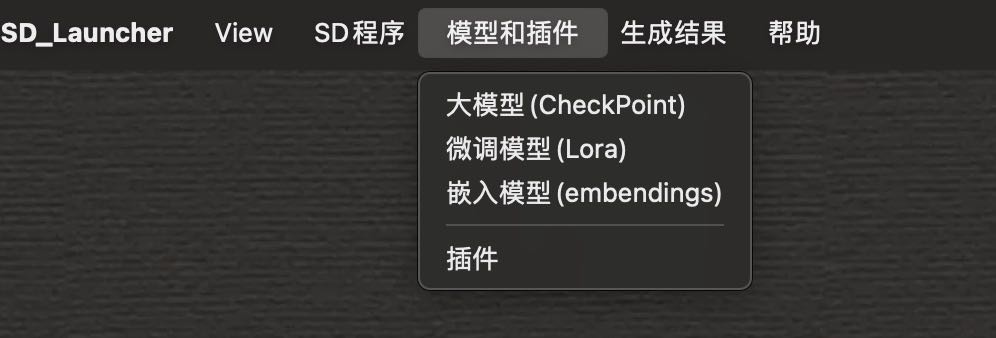 SD_Launcher View SD程序 模型和插件 生成结果 帮助
大模型(CheckPoint)
微调模型(Lora)
嵌入模型(embendings)
插件